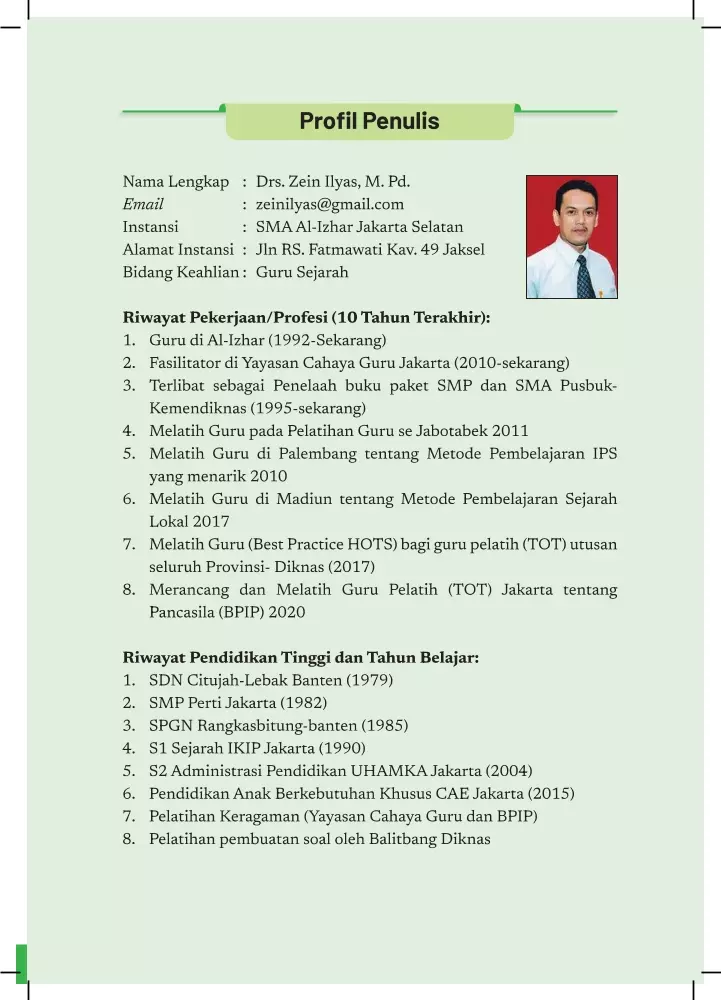 Profil Penulis
Nama Lengkap : Drs. Zein Ilyas, M. Pd.
Email : zeinilyas@gmail.com
Instansi : SMA Al-Izhar Jakarta Selatan
Alamat Instansi : Jln RS. Fatmawati Kav. 49 Jaksel
Bidang Keahlian : Guru Sejarah
Riwayat Pekerjaan/Profesi (10 Tahun Terakhir):
1. Guru di Al-Izhar (1992-Sekarang)
2. Fasilitator di Yayasan Cahaya Guru Jakarta (2010-sekarang)
3. Terlibat sebagai Penelaah buku paket SMP dan SMA Pusbuk-
Kemendiknas (1995-sekarang)
4. Melatih Guru pada Pelatihan Guru se Jabotabek 2011
5. Melatih Guru di Palembang tentang Metode Pembelajaran IPS
yang menarik 2010
6. Melatih Guru di Madiun tentang Metode Pembelajaran Sejarah
Lokal 2017
7. Melatih Guru (Best Practice HOTS) bagi guru pelatih (TOT) utusan
seluruh Provinsi- Diknas (2017)
8. Merancang dan Melatih Guru Pelatih (TOT) Jakarta tentang
Pancasila (BPIP) 2020
Riwayat Pendidikan Tinggi dan Tahun Belajar:
1. SDN Citujah-Lebak Banten (1979)
2. SMP Perti Jakarta (1982)
3. SPGN Rangkasbitung-banten (1985)
4. S1 Sejarah IKIP Jakarta (1990)
5. S2 Administrasi Pendidikan UHAMKA Jakarta (2004)
6. Pendidikan Anak Berkebutuhan Khusus CAE Jakarta (2015)
7. Pelatihan Keragaman (Yayasan Cahaya Guru dan BPIP)
8. Pelatihan pembuatan soal oleh Balitbang Diknas